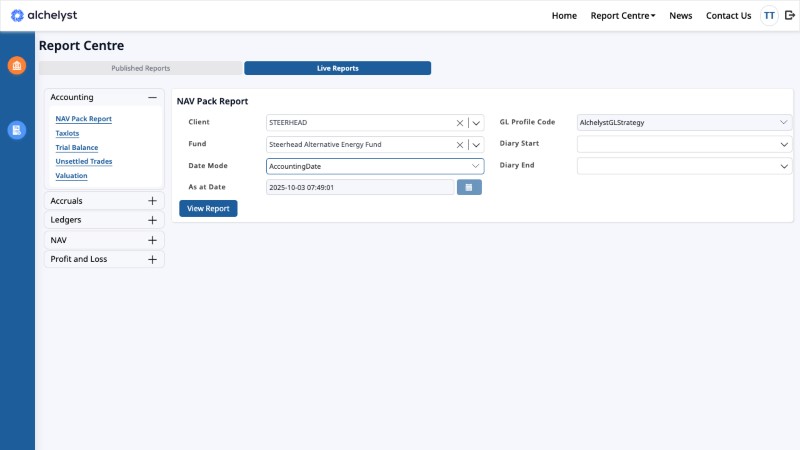 alchelyst
Home
Report Centre
News
Contact Us
TT
Report Centre
Published Reports
Live Reports
Accounting
NAV Pack Report
Taxlots
Trial Balance
Unsettled Trades
Valuation
Accruals
Ledgers
NAV
Profit and Loss
NAV Pack Report
Client
STEERHEAD
GL Profile Code
AlchelystGLStrategy
Fund
Steerhead Alternative Energy Fund
Diary Start
Date Mode
AccountingDate
Diary End
As at Date
2025-10-03 07:49:01
View Report